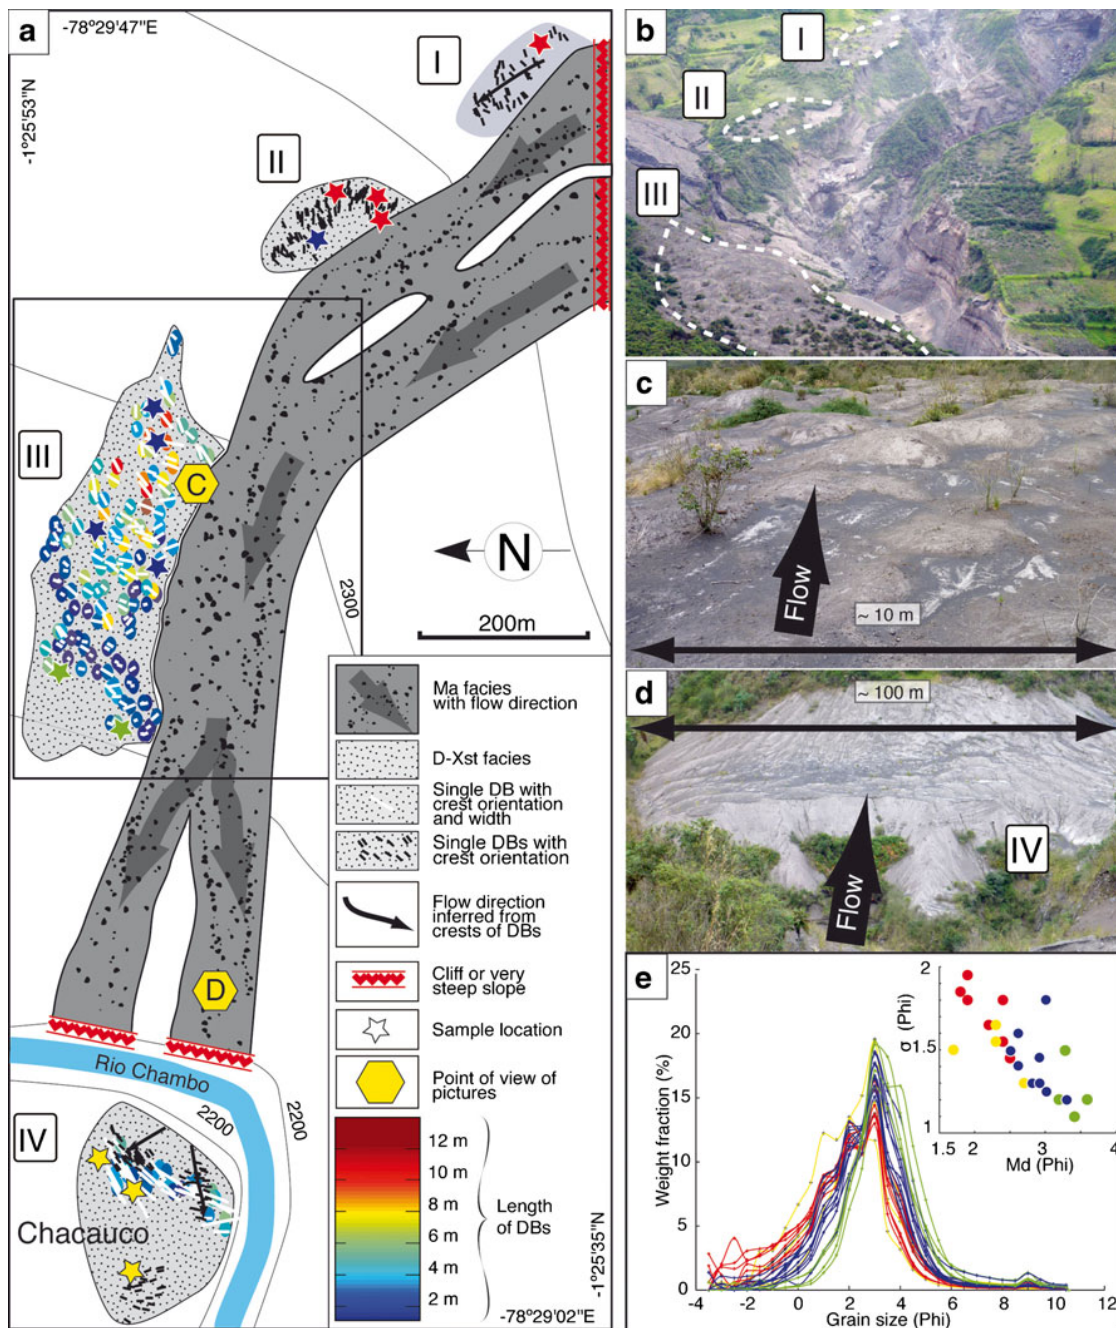 a
-78°29'47"E
-1°25'53"N
I
II
III
C
N
200m
2300
Ma facies
with flow direction
D-Xst facies
Single DB with
crest orientation
and width
Single DBs with
crest orientation
Flow direction
inferred from
crests of DBs
Cliff or very
steep slope
Sample location
Point of view of
pictures
12 m
10 m
8 m
6 m
4 m
2 m
Length
of DBs
-1°25'35"N
-78°29'02"E
D
Rio Chambo
2200
2200
IV
Chacauco
b
I
II
III
c
Flow
~ 10 m
d
~ 100 m
IV
Flow
e
25
20
15
10
5
0
Weight fraction (%)
-4
-2
0
2
4
6
8
10
12
Grain size (Phi)
2
1.5
1
σ (Phi)
1.5
2
3
4
Md (Phi)